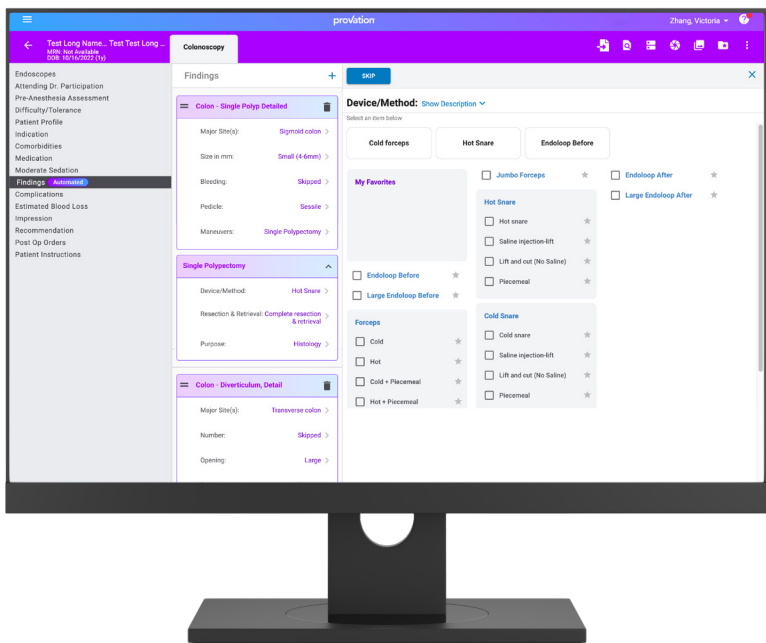 provation
Zhang, Victoria
?
Test Long Name... Test Test Long ...
MRN: Not Available
DOB: 10/16/2022 (1y)
Colonoscopy
Endoscopes
Attending Dr. Participation
Pre-Anesthesia Assessment
Difficulty/Tolerance
Patient Profile
Indication
Comorbidities
Medication
Moderate Sedation
Findings Automated
Complications
Estimated Blood Loss
Impression
Recommendation
Post Op Orders
Patient Instructions
Findings +
Colon - Single Polyp Detailed
Major Site(s): Sigmoid colon >
Size in mm: Small (4-6mm) >
Bleeding: Skipped >
Pedicle: Sessile >
Maneuvers: Single Polypectomy >
Single Polypectomy
Device/Method: Hot Snare >
Resection & Retrieval: Complete resection
& retrieval >
Purpose: Histology >
Colon - Diverticulum, Detail
Major Site(s): Transverse colon >
Number: Skipped >
Opening: Large >
SKIP
Device/Method: Show Description
Select an item below
Cold forceps
Hot Snare
Endoloop Before
My Favorites
Endoloop Before
Large Endoloop Before
Forceps
Cold
Hot
Cold + Piecemeal
Hot + Piecemeal
Jumbo Forceps
Hot Snare
Hot snare
Saline injection-lift
Lift and out (No Saline)
Piecemeal
Cold Snare
Cold snare
Saline injection-lift
Lift and out (No Saline)
Piecemeal
Endoloop After
Large Endoloop After